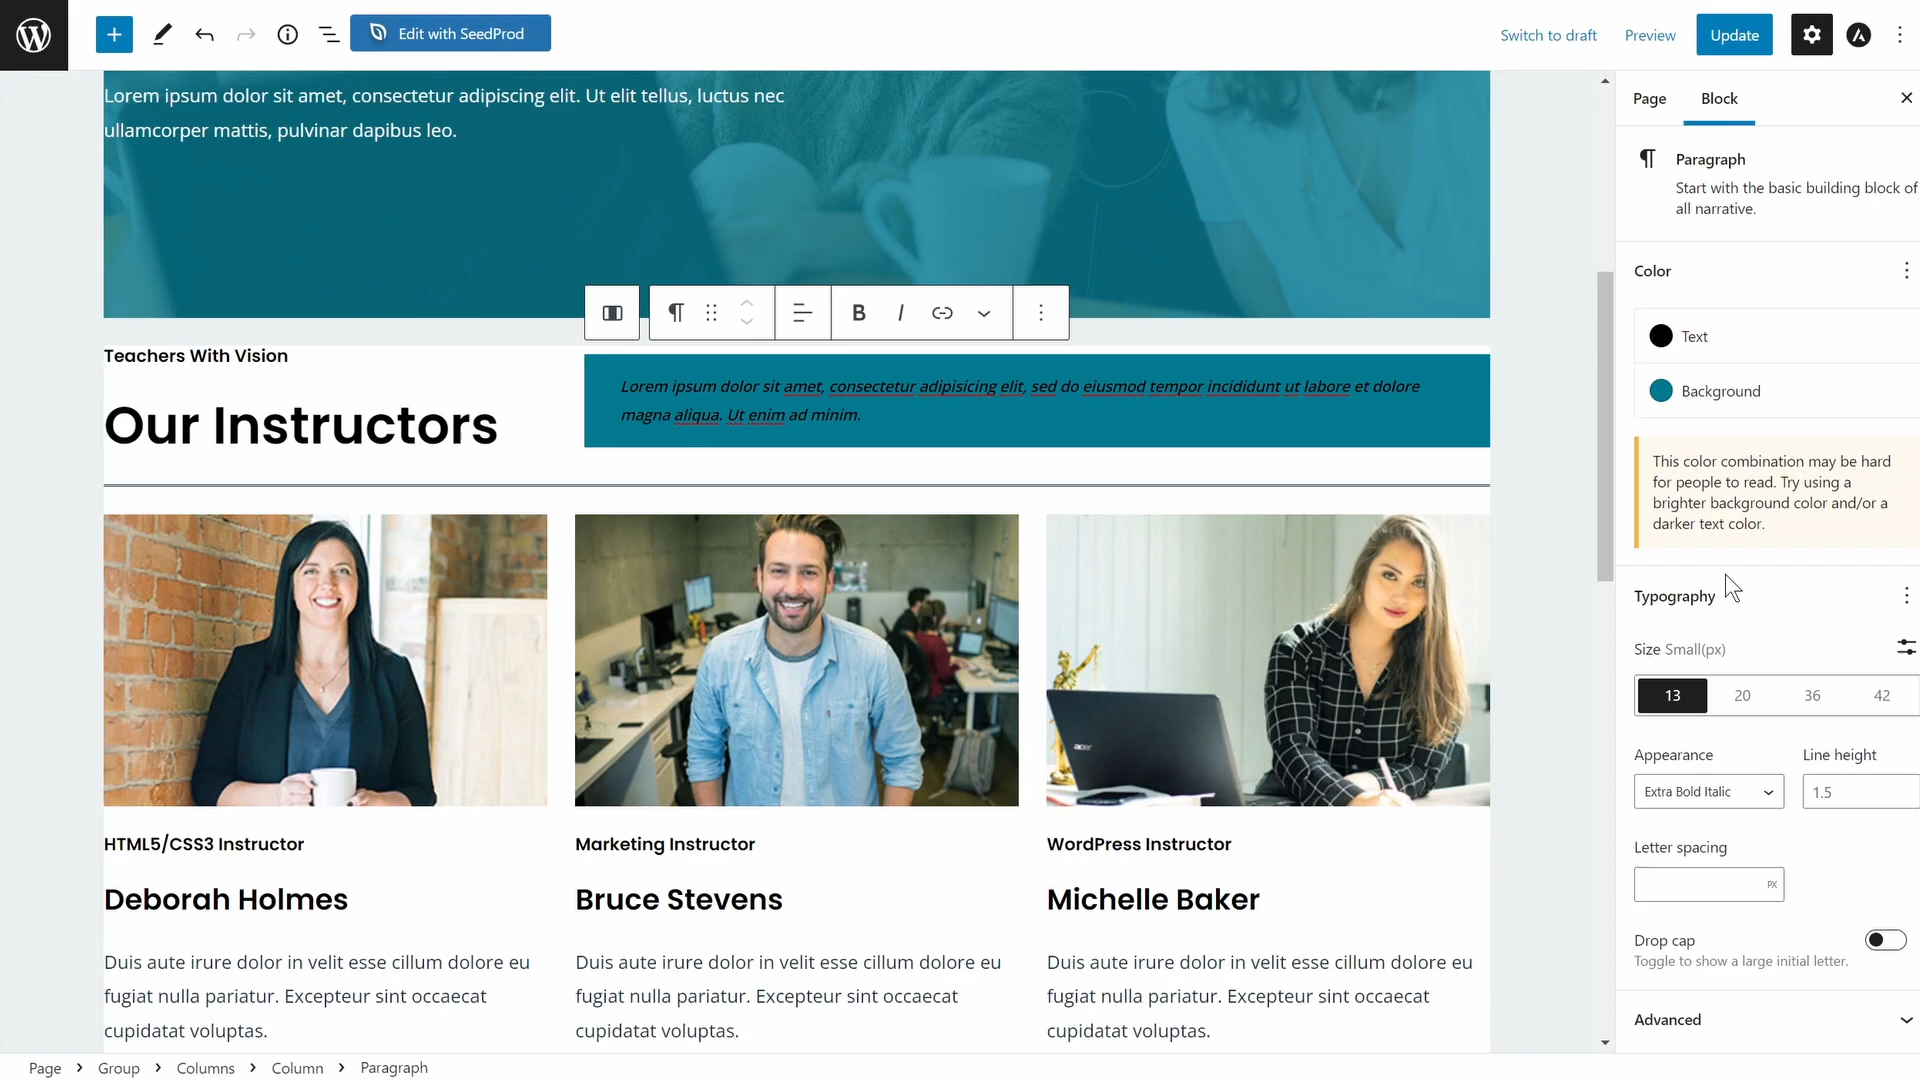 Edit with SeedProd
Switch to draft
Preview
Update
Lorem ipsum dolor sit amet, consectetur adipiscing elit. Ut elit tellus, luctus nec
ullamcorper mattis, pulvinar dapibus leo.
B
I
Teachers With Vision
Our Instructors
Lorem ipsum dolor sit amet, consectetur adipisicing elit, sed do eiusmod tempor incididunt ut labore et dolore
magna aliqua. Ut enim ad minim.
acer
HTML5/CSS3 Instructor
Deborah Holmes
Duis aute irure dolor in velit esse cillum dolore eu
fugiat nulla pariatur. Excepteur sint occaecat
cupidatat voluptas.
Marketing Instructor
Bruce Stevens
Duis aute irure dolor in velit esse cillum dolore eu
fugiat nulla pariatur. Excepteur sint occaecat
cupidatat voluptas.
WordPress Instructor
Michelle Baker
Duis aute irure dolor in velit esse cillum dolore eu
fugiat nulla pariatur. Excepteur sint occaecat
cupidatat voluptas.
Page
Block
Paragraph
Start with the basic building block of
all narrative.
Color
Text
Background
This color combination may be hard
for people to read. Try using a
brighter background color and/or a
darker text color.
Typography
Size Small(px)
13 20 36 42
Appearance
Line height
Extra Bold Italic
1.5
Letter spacing
PX
Drop cap
Toggle to show a large initial letter.
Advanced
Page > Group > Columns > Column > Paragraph